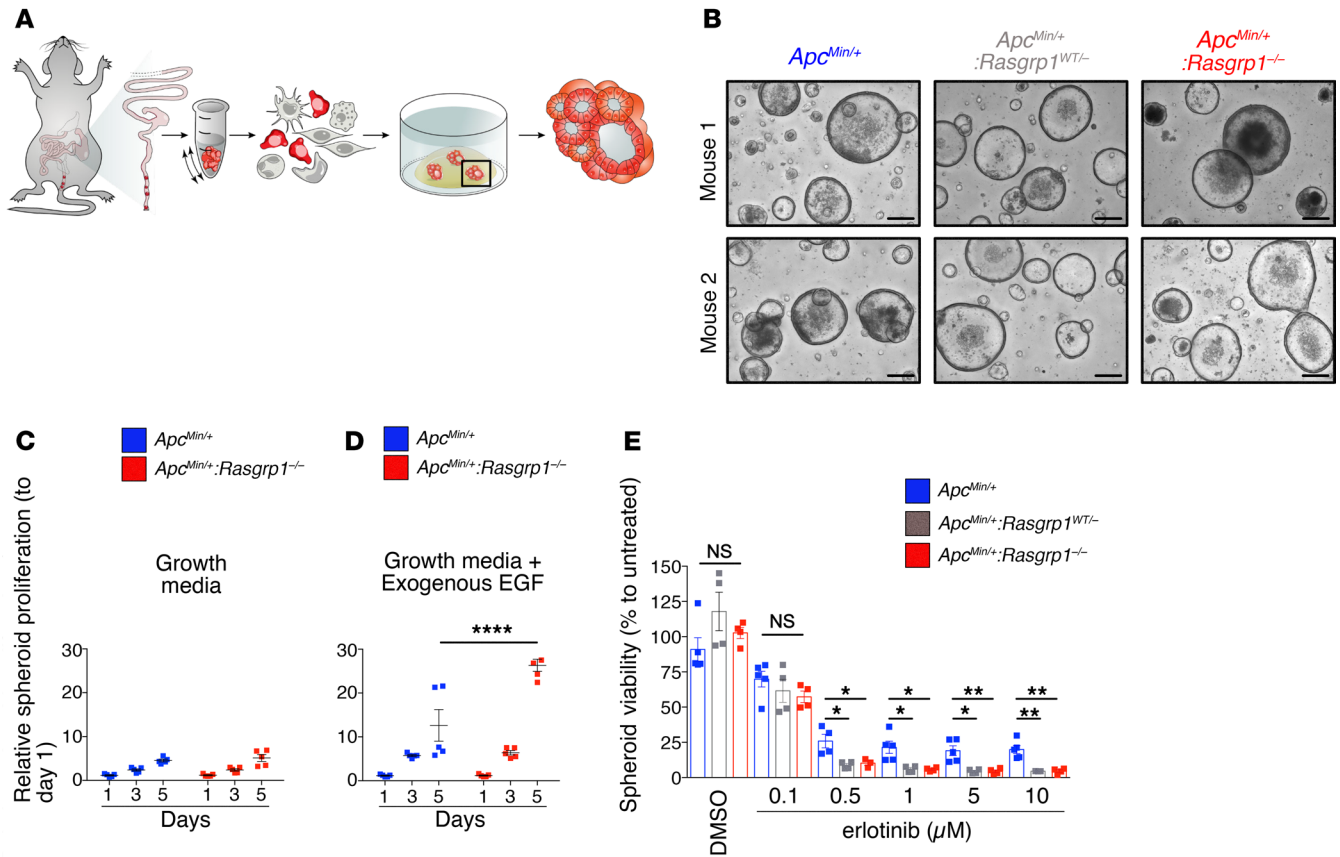 A
B
Apc^Min/+
Apc^Min/+
:Rasgrp1^WT/–
Apc^Min/+
:Rasgrp1^–/–
Mouse 1
Mouse 2
C
Apc^Min/+
Apc^Min/+:Rasgrp1^–/–
D
Apc^Min/+
Apc^Min/+:Rasgrp1^–/–
Relative spheroid proliferation (to
day 1)
Growth
media
30
20
10
0
1 3 5 1 3 5
Days Days
Growth media +
Exogenous EGF
****
30
20
10
0
1 3 5 1 3 5
Days Days
E
Apc^Min/+
Apc^Min/+:Rasgrp1^WT/–
Apc^Min/+:Rasgrp1^–/–
Spheroid viability (% to untreated)
150
125
100
75
50
25
0
NS
NS
* * ** **
* * * **
DMSO
0.1 0.5 1 5 10
erlotinib (µM)